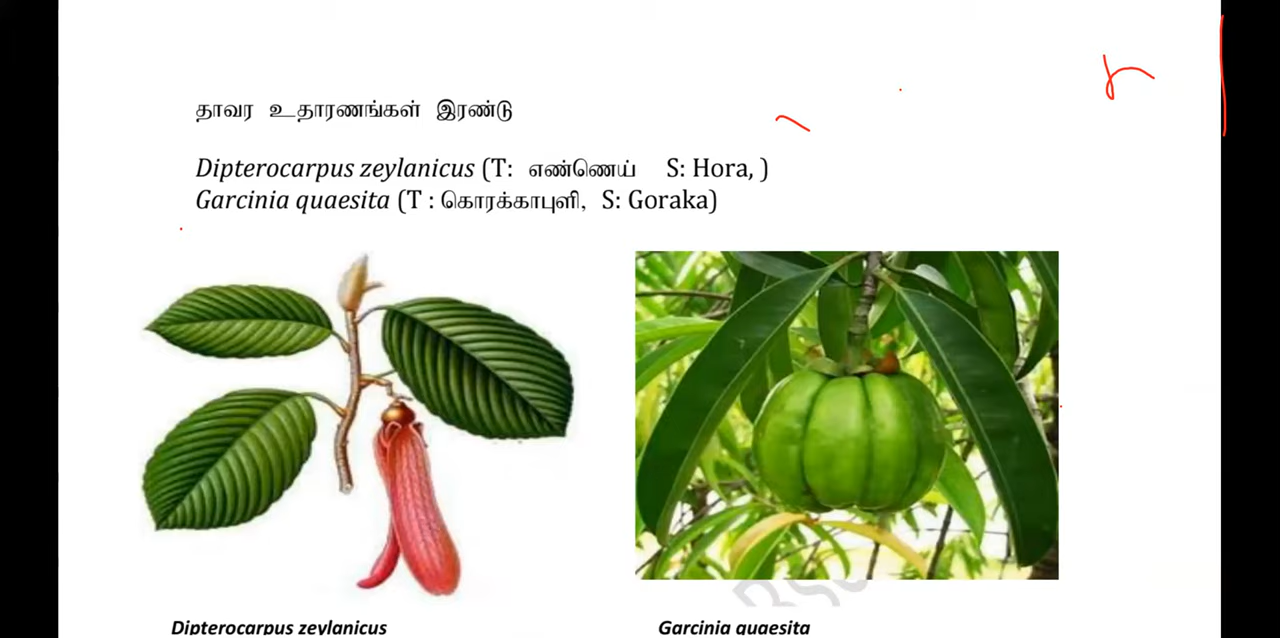 தாவர உதாரணங்கள் இரண்டு
Dipterocarpus zeylanicus (T: எண்ணெய் S: Hora, )
Garcinia quaesita (T : கொரக்காபுளி, S: Goraka)
Dipterocarpus zeylanicus
Garcinia quaesita